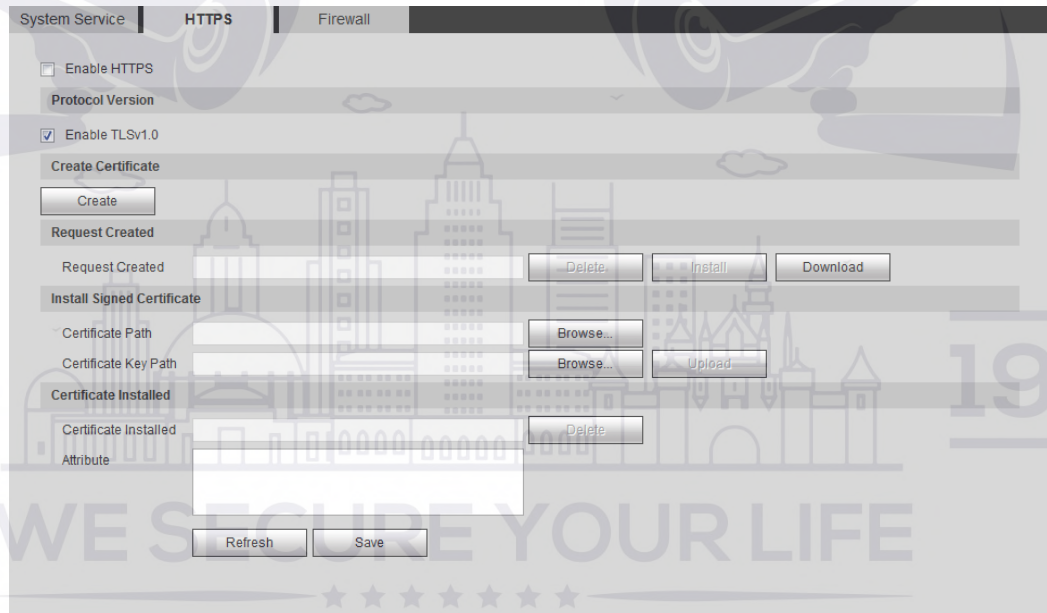 System Service HTTPS Firewall
Enable HTTPS
Protocol Version
Enable TLSv1.0
Create Certificate
Create
Request Created
Request Created Delete Install Download
Install Signed Certificate
Certificate Path Browse...
Certificate Key Path Browse... Upload
19
Certificate Installed
Certificate Installed Delete
Attribute
WE SECURE YOUR LIFE
Refresh Save